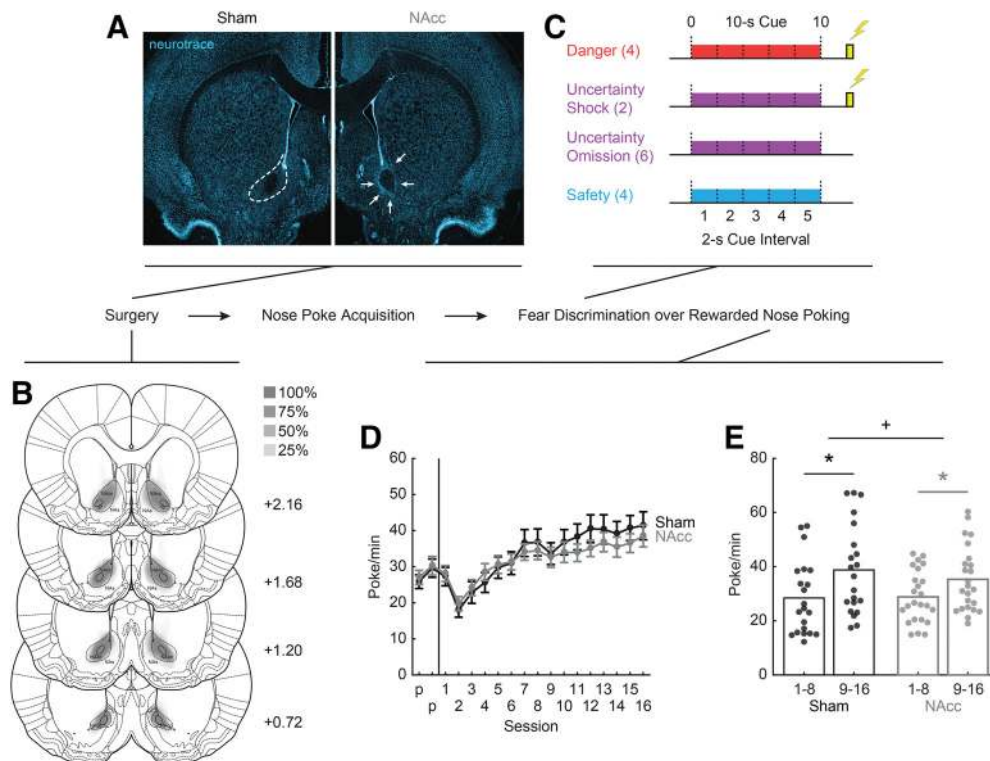 A
Sham
NAcc
neurotrace
C
0 10-s Cue 10
Danger (4)
Uncertainty
Shock (2)
Uncertainty
Omission (6)
Safety (4)
1 2 3 4 5
2-s Cue Interval
Surgery
Nose Poke Acquisition
Fear Discrimination over Rewarded Nose Poking
B
100%
75%
50%
25%
+2.16
+1.68
+1.20
+0.72
D
60
50
40
30
20
10
0
Poke/min
Sham
NAcc
p 1 3 5 7 9 11 13 15
p 2 4 6 8 10 12 14 16
Session
E
+
* *
80
60
40
20
0
Poke/min
1-8 9-16 1-8 9-16
Sham NAcc